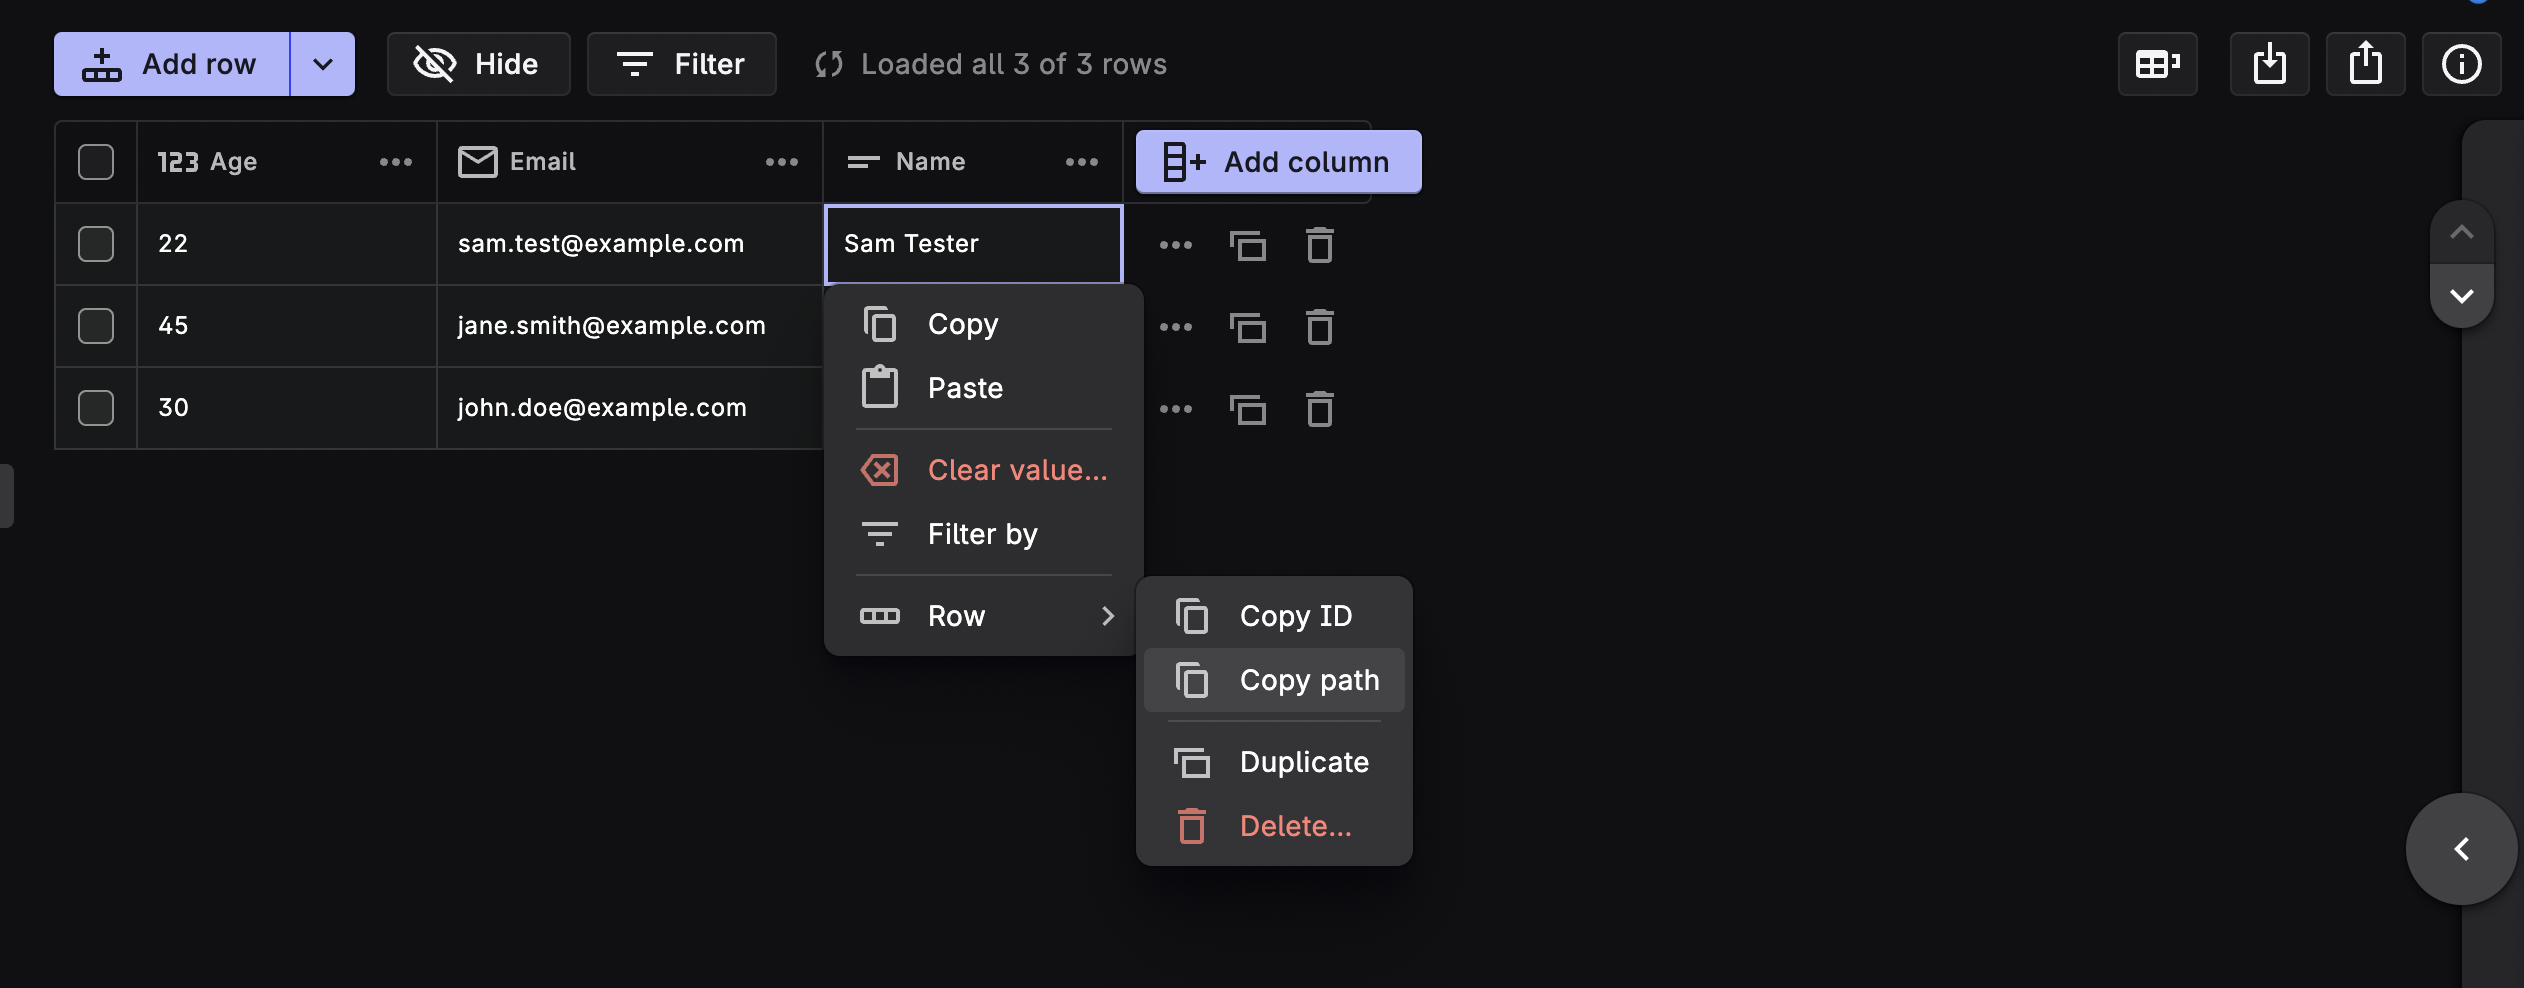 Add row Hide Filter Loaded all 3 of 3 rows
123 Age Email Name Add column
22 sam.test@example.com Sam Tester
45 jane.smith@example.com
30 john.doe@example.com
Copy
Paste
Clear value...
Filter by
Row
Copy ID
Copy path
Duplicate
Delete...